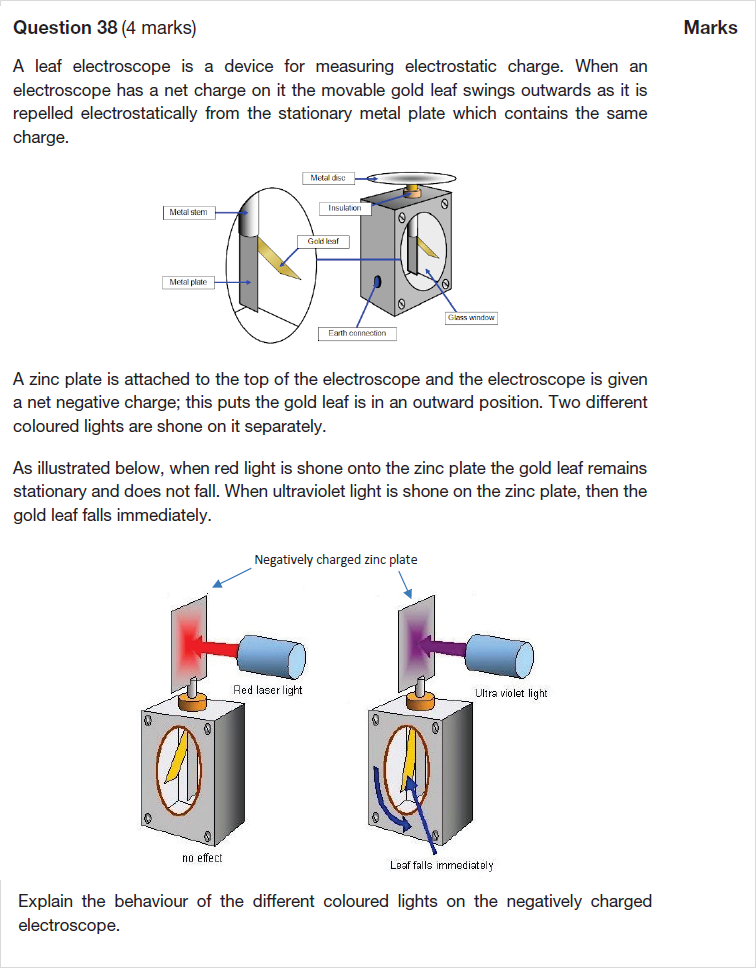 Question 38 (4 marks) Marks
A leaf electroscope is a device for measuring electrostatic charge. When an
electroscope has a net charge on it the movable gold leaf swings outwards as it is
repelled electrostatically from the stationary metal plate which contains the same
charge.
Metal disc
Metal stem
Insulation
Gold leaf
Metal plate
Glass window
Earth connection
A zinc plate is attached to the top of the electroscope and the electroscope is given
a net negative charge; this puts the gold leaf is in an outward position. Two different
coloured lights are shone on it separately.
As illustrated below, when red light is shone onto the zinc plate the gold leaf remains
stationary and does not fall. When ultraviolet light is shone on the zinc plate, then the
gold leaf falls immediately.
Negatively charged zinc plate
Red laser light
Ultra violet light
no effect
Leaf falls immediately
Explain the behaviour of the different coloured lights on the negatively charged
electroscope.